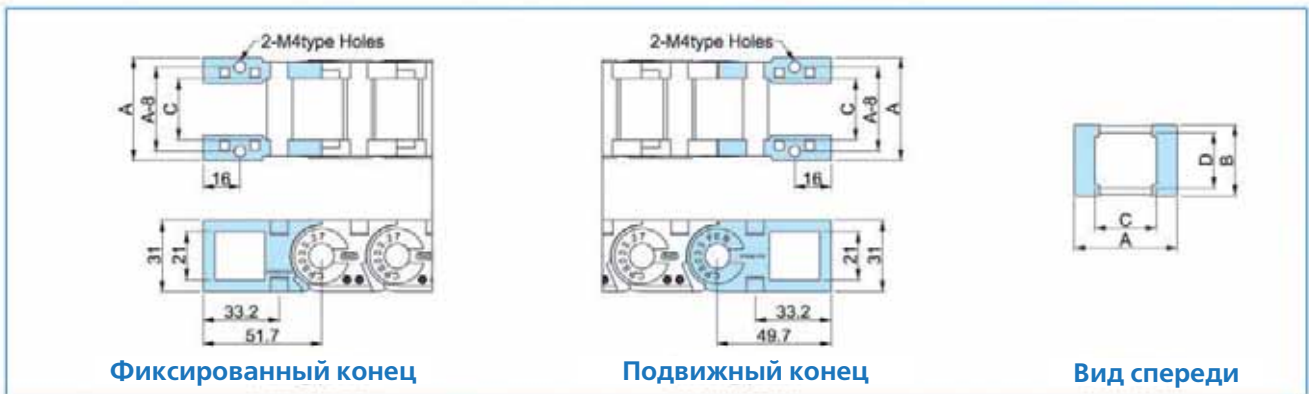 2-M4type Holes
A
A-8
C
16
31
21
33.2
51.7
Фиксированный конец
2-M4type Holes
C
A-8
A
16
21
31
33.2
49.7
Подвижный конец
D
B
C
A
Вид спереди